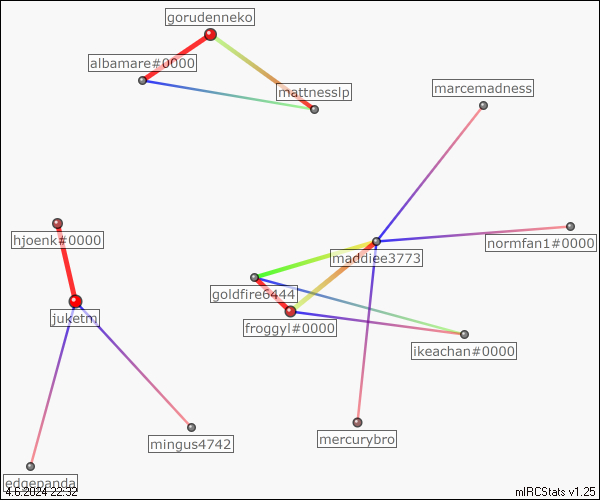 gorudenneko
albamare#0000
mattnesslp
marcemadness
hjoenk#0000
normfan1#0000
maddiee3773
goldfire6444
juketm
froggyl#0000
ikeachan#0000
mingus4742
mercurybro
edgepanda
4.6.2024 22:32
mIRCStats v1.25